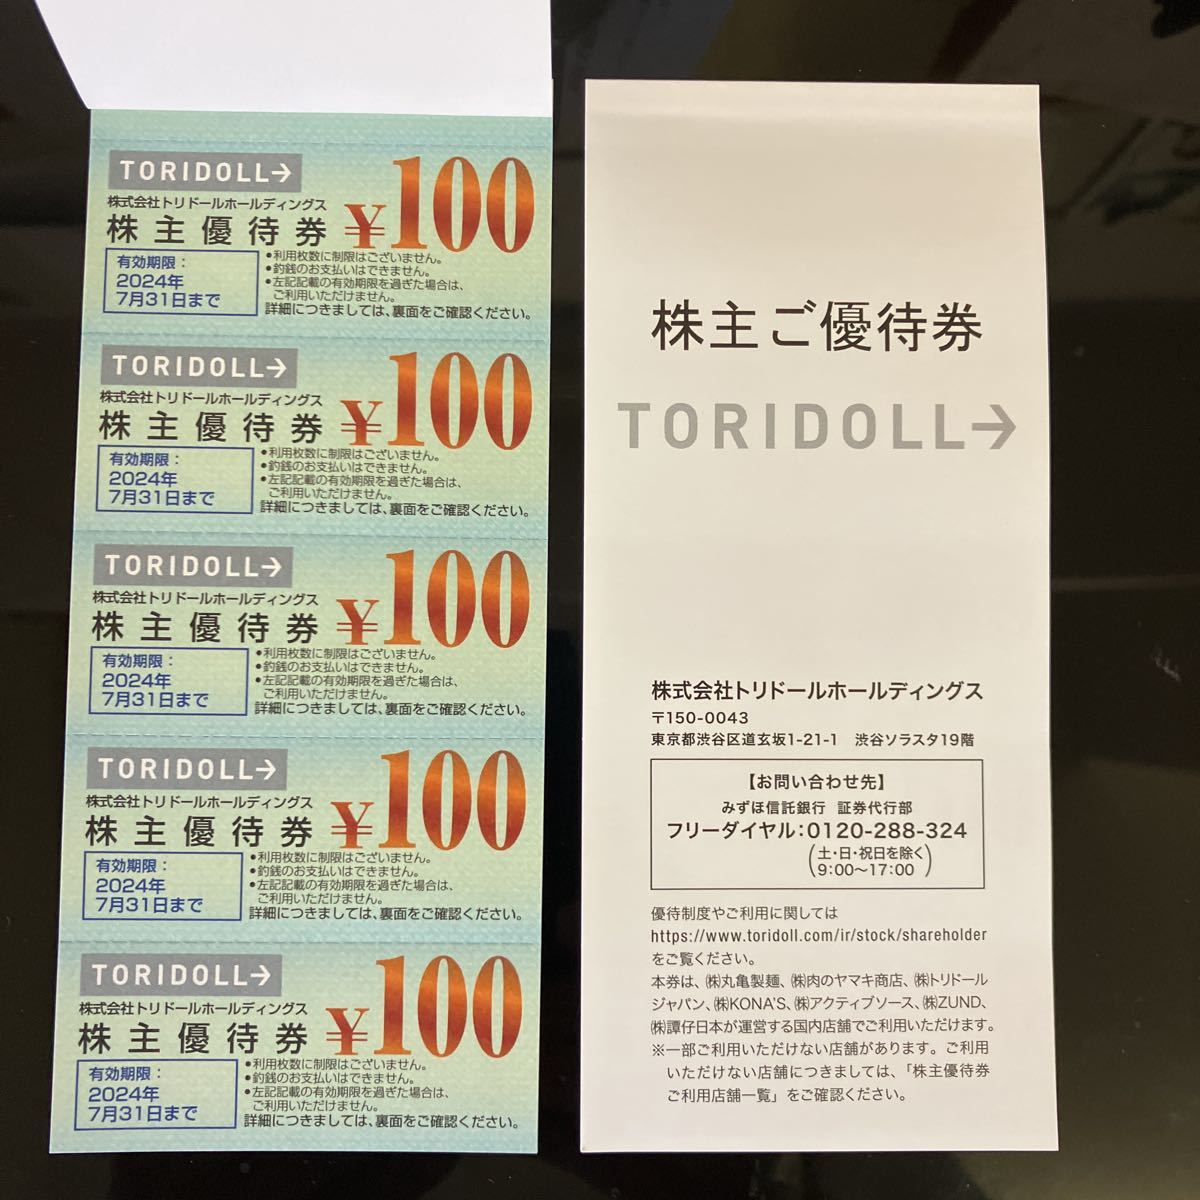 TORIDOLL→
株式会社トリドールホールディングス
株主優待券
¥100
有効期限：
2024年
7月31日まで
•利用枚数に制限はございません。
•釣銭のお支払いはできません。
•左記記載の有効期限を過ぎた場合は、
ご利用いただけません。
詳細につきましては、裏面をご確認ください。
TORIDOLL→
株式会社トリドールホールディングス
株主優待券
¥100
有効期限：
2024年
7月31日まで
•利用枚数に制限はございません。
•釣銭のお支払いはできません。
•左記記載の有効期限を過ぎた場合は、
ご利用いただけません。
詳細につきましては、裏面をご確認ください。
TORIDOLL→
株式会社トリドールホールディングス
株主優待券
¥100
有効期限：
2024年
7月31日まで
•利用枚数に制限はございません。
•釣銭のお支払いはできません。
•左記記載の有効期限を過ぎた場合は、
ご利用いただけません。
詳細につきましては、裏面をご確認ください。
TORIDOLL→
株式会社トリドールホールディングス
株主優待券
¥100
有効期限：
2024年
7月31日まで
•利用枚数に制限はございません。
•釣銭のお支払いはできません。
•左記記載の有効期限を過ぎた場合は、
ご利用いただけません。
詳細につきましては、裏面をご確認ください。
TORIDOLL→
株式会社トリドールホールディングス
株主優待券
¥100
有効期限：
2024年
7月31日まで
•利用枚数に制限はございません。
•釣銭のお支払いはできません。
•左記記載の有効期限を過ぎた場合は、
ご利用いただけません。
詳細につきましては、裏面をご確認ください。
株主ご優待券
TORIDOLL→
株式会社トリドールホールディングス
〒150-0043
東京都渋谷区道玄坂1-21-1　渋谷ソラスタ19階
【お問い合わせ先】
みずほ信託銀行　証券代行部
フリーダイヤル：0120-288-324
（土・日・祝日を除く
9:00〜17:00）
優待制度やご利用に関しては
https://www.toridoll.com/ir/stock/shareholder
をご覧ください。
本券は、㈱丸亀製麺、㈱肉のヤマキ商店、㈱トリドール
ジャパン、㈱KONA'S、㈱アクティブソース、㈱ZUND、
㈱譚仔日本が運営する国内店舗でご利用いただけます。
※一部ご利用いただけない店舗があります。ご利用
いただけない店舗につきましては、「株主優待券
ご利用店舗一覧」をご確認ください。